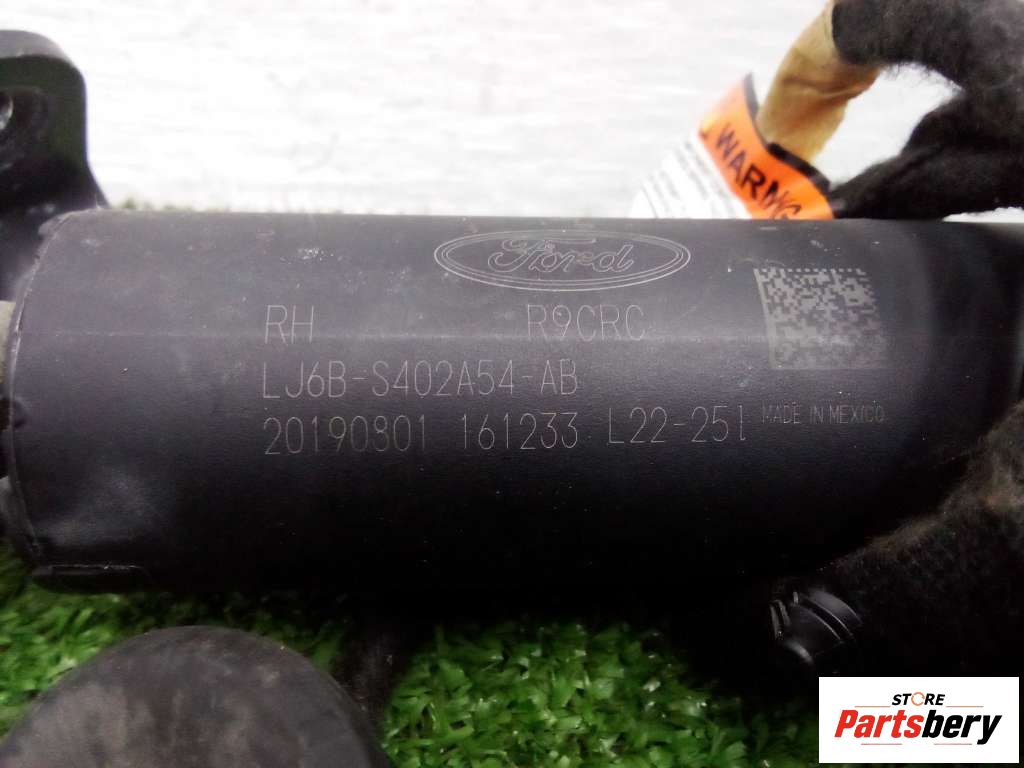 WARNING
Ford
RH R9CRC
LJ6B-S402A54-AB
20190801 161233 L22-251
MADE IN MEXICO
STORE
Partsbery